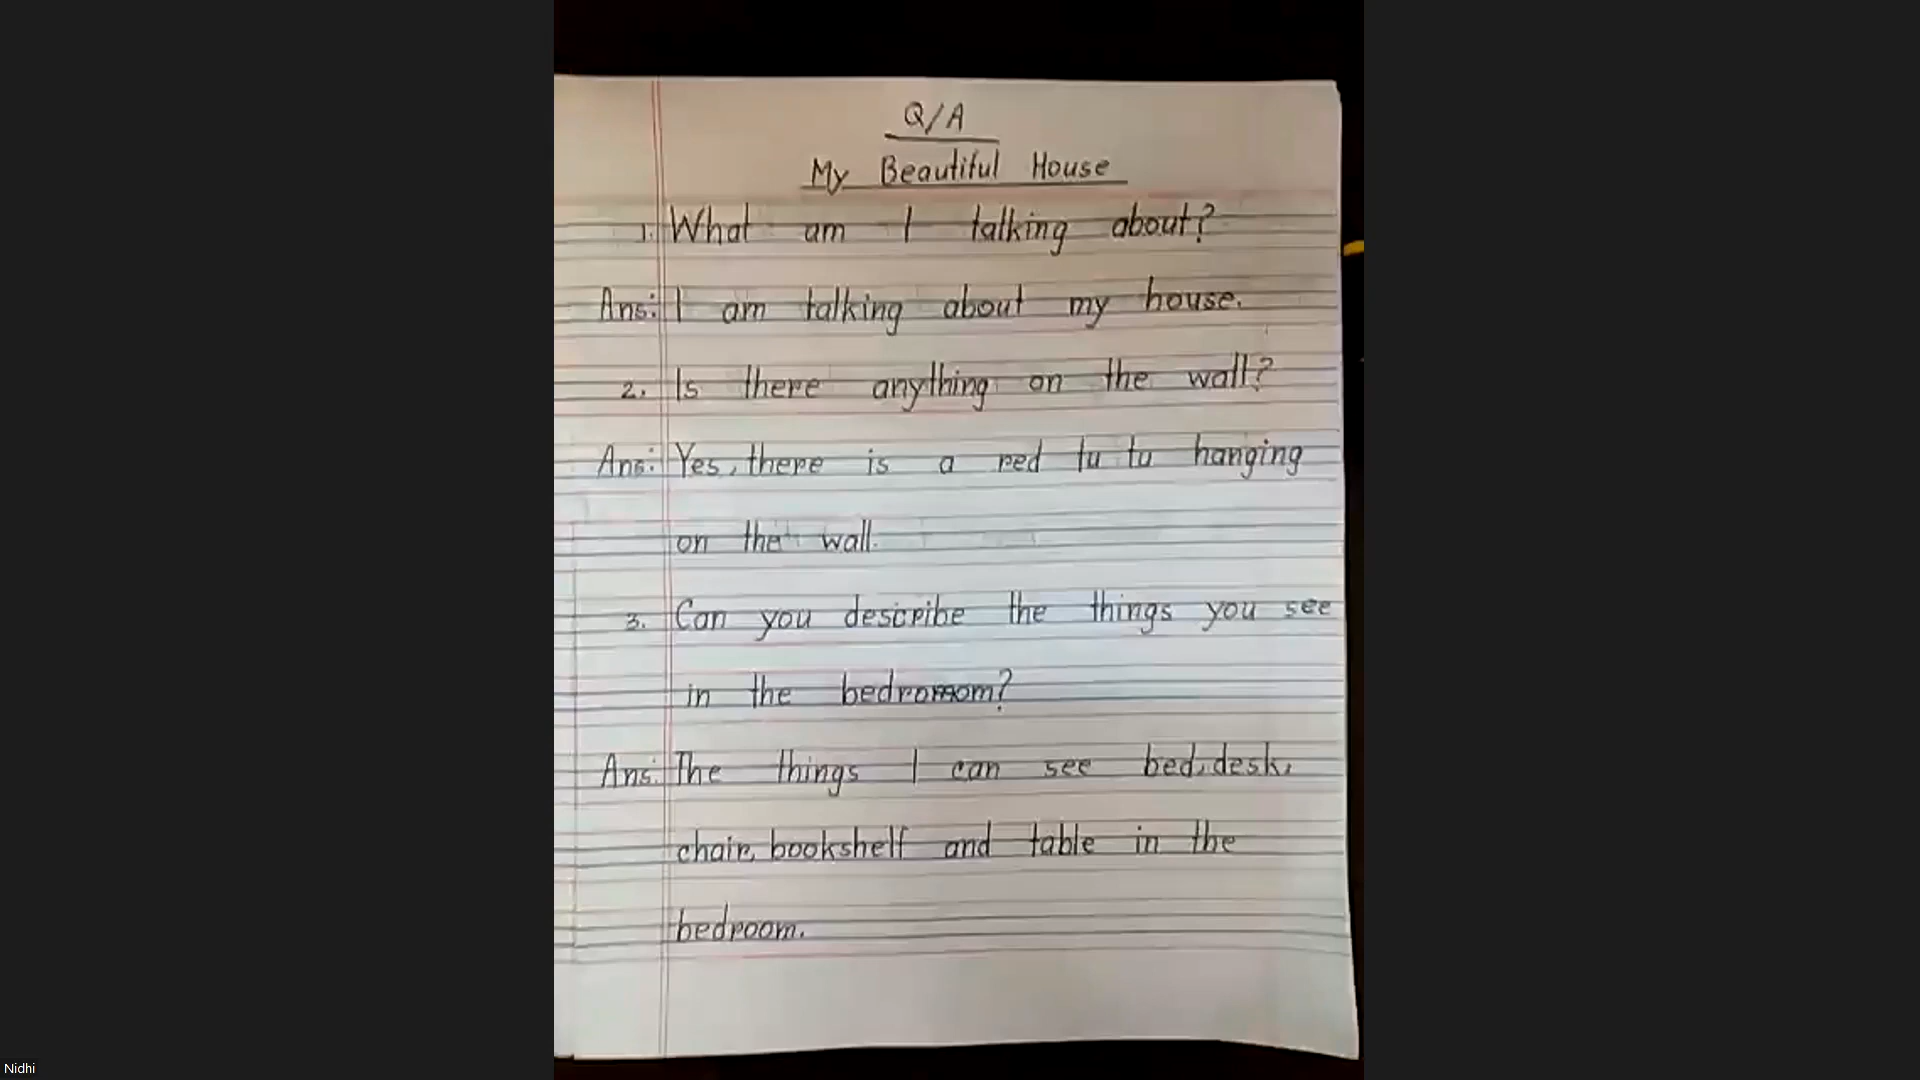 Q/A
My Beautiful House
1. What am I talking about?
Ans: I am talking about my house.
2. Is there anything on the wall?
Ans: Yes, there is a red tu tu hanging
on the wall.
3. Can you describe the things you see
in the bedroom?
Ans: The things I can see bed, desk,
chair, bookshelf and table in the
bedroom.
Nidhi